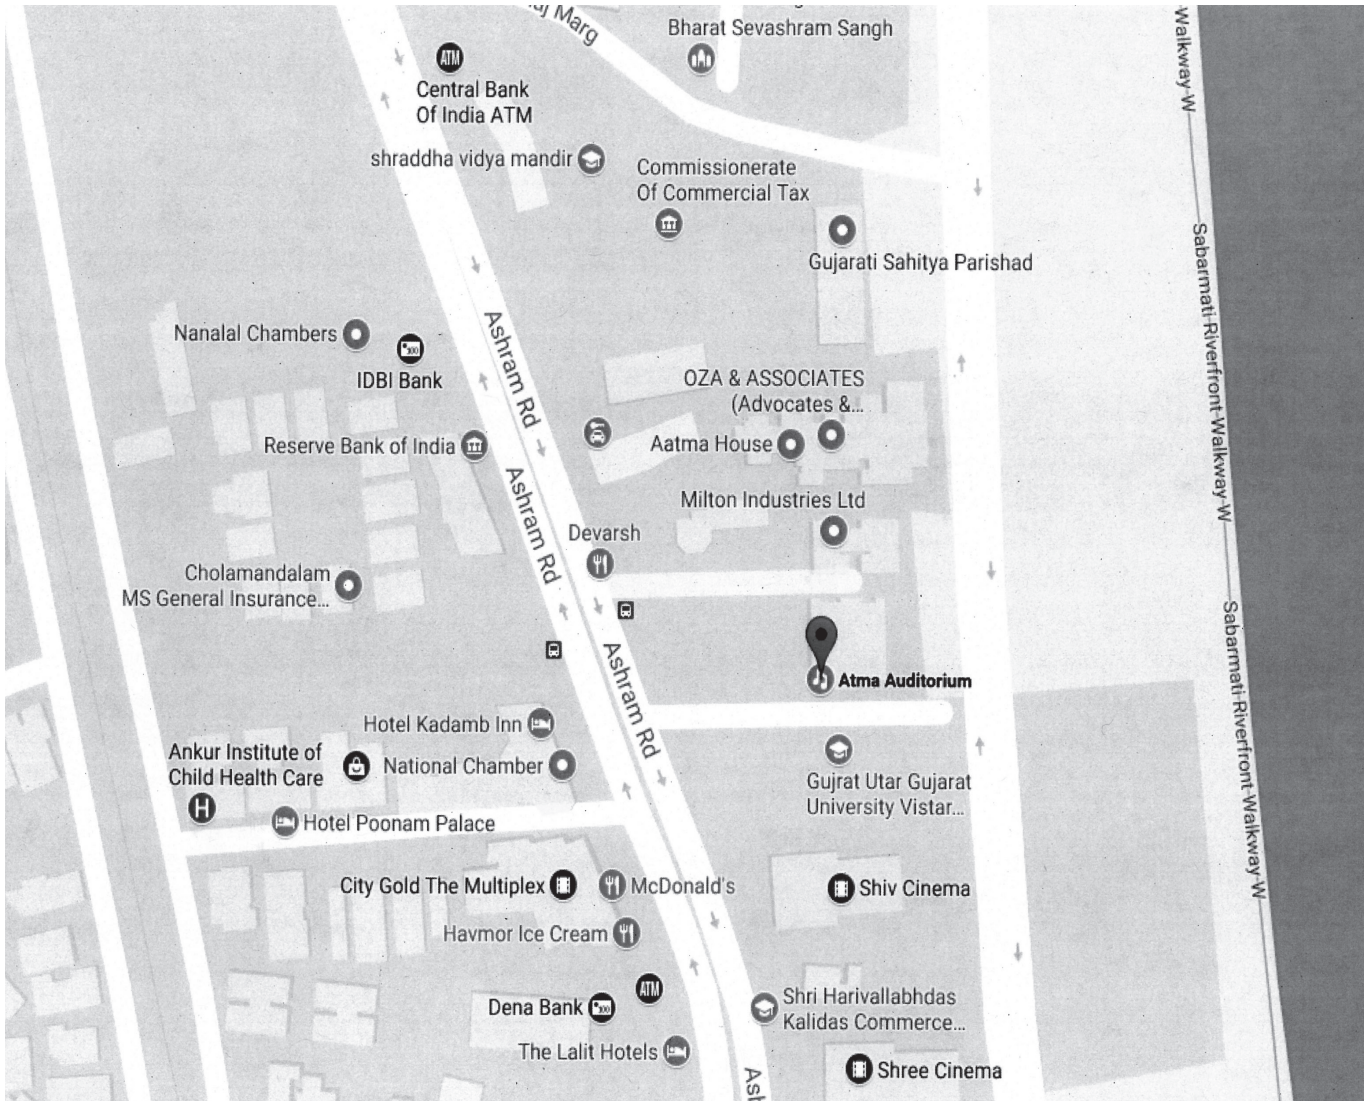 aj Marg
Bharat Sevashram Sangh
Walkway-W
ATM
Central Bank
Of India ATM
shraddha vidya mandir
Commissionerate
Of Commercial Tax
Gujarati Sahitya Parishad
Sabarmati-Riverfront-Walkway-W
Nanalal Chambers
IDBI Bank
Ashram Rd
OZA & ASSOCIATES
(Advocates &...
Reserve Bank of India
Aatma House
Ashram Rd
Milton Industries Ltd
Devarsh
Cholamandalam
MS General Insurance...
Sabarmati-Riverfront-Walkway-W
Ashram Rd
Atma Auditorium
Hotel Kadamb Inn
Ankur Institute of
Child Health Care
H
National Chamber
Gujrat Utar Gujarat
University Vistar...
Hotel Poonam Palace
City Gold The Multiplex
McDonald's
Shiv Cinema
Havmor Ice Cream
ATM
Dena Bank
Shri Harivallabhdas
Kalidas Commerce...
The Lalit Hotels
Shree Cinema
Ash